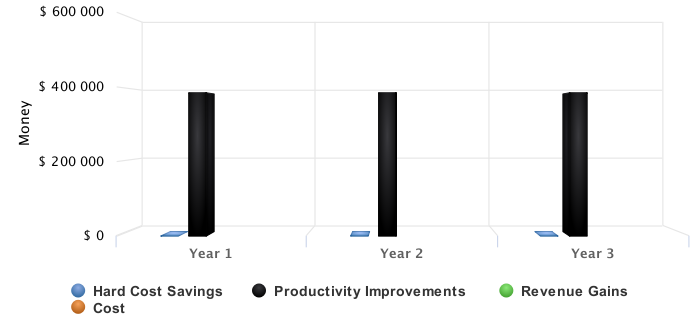 $ 600 000
$ 400 000
$ 200 000
$ 0
Money
Year 1 Year 2 Year 3
Hard Cost Savings Productivity Improvements Revenue Gains
Cost